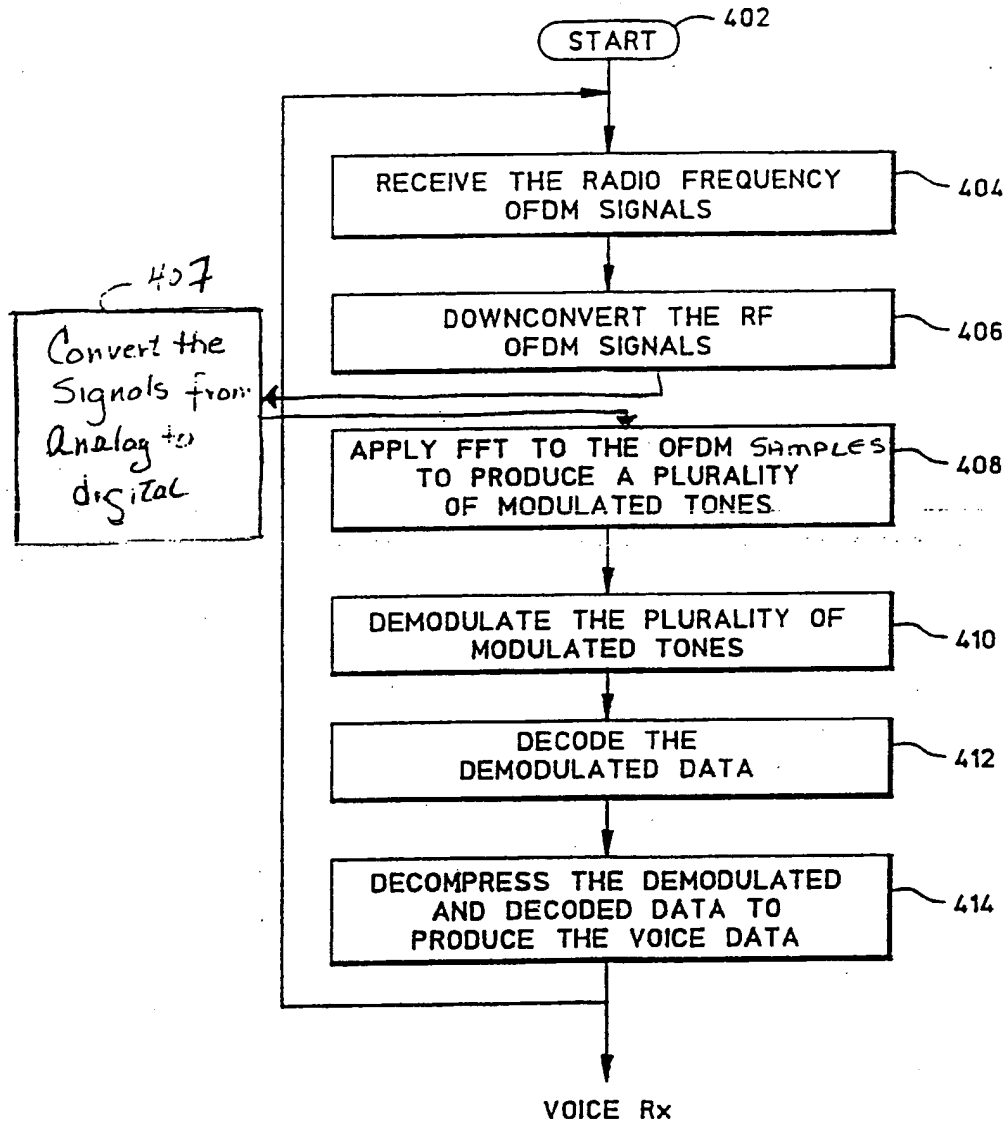 402
START
RECEIVE THE RADIO FREQUENCY
OFDM SIGNALS
404
DOWNCONVERT THE RF
OFDM SIGNALS
406
407
Convert the
Signals from
Analog to
digital
APPLY FFT TO THE OFDM SAMPLES
TO PRODUCE A PLURALITY
OF MODULATED TONES
408
DEMODULATE THE PLURALITY OF
MODULATED TONES
410
DECODE THE
DEMODULATED DATA
412
DECOMPRESS THE DEMODULATED
AND DECODED DATA TO
PRODUCE THE VOICE DATA
414
VOICE Rx